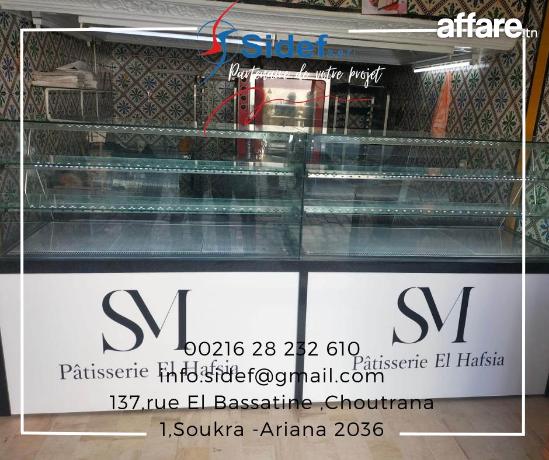 affare.tn
Sidef s.a.r.l
Partenaire de votre projet
SM
Pâtisserie El Hafsia
SM
Pâtisserie El Hafsia
00216 28 232 610
info.sidef@gmail.com
137,rue El Bassatine ,Choutrana
1,Soukra -Ariana 2036